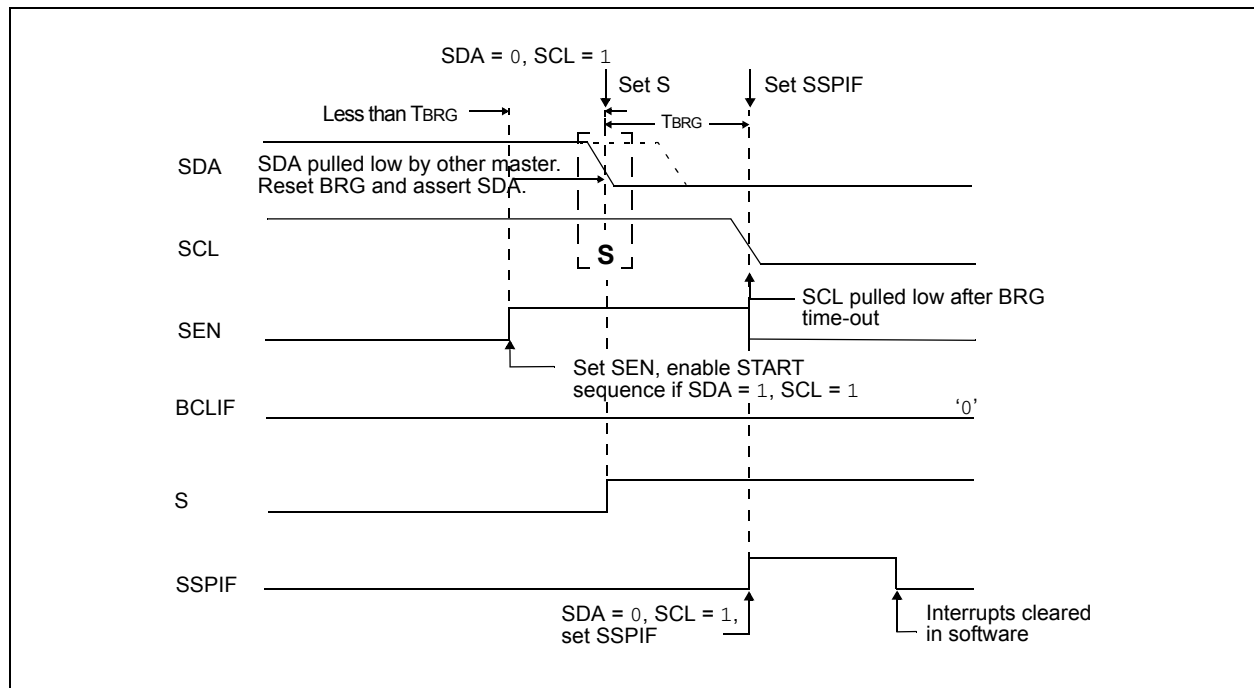 SDA = 0, SCL = 1
Set S
Set SSPIF
Less than TBRG
TBRG
SDA
SDA pulled low by other master.
Reset BRG and assert SDA.
SCL
S
SCL pulled low after BRG
time-out
SEN
Set SEN, enable START
sequence if SDA = 1, SCL = 1
BCLIF
‘0’
S
SSPIF
SDA = 0, SCL = 1,
set SSPIF
Interrupts cleared
in software